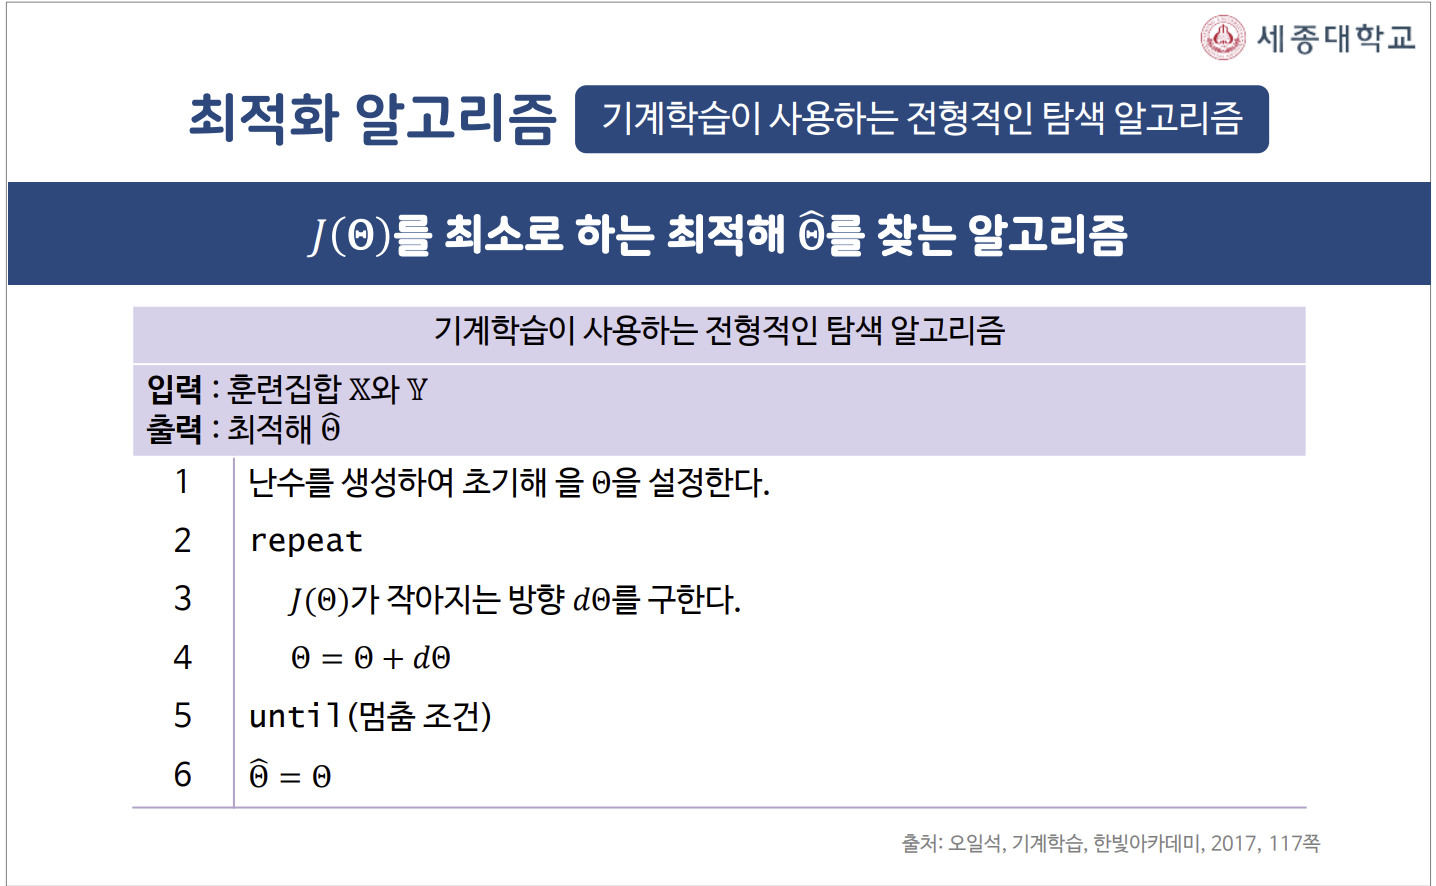 세종대학교
최적화 알고리즘 기계학습이 사용하는 전형적인 탐색 알고리즘
J(Θ)를 최소로 하는 최적해 Θ̂를 찾는 알고리즘
기계학습이 사용하는 전형적인 탐색 알고리즘
입력 : 훈련집합 𝕏와 𝕐
출력 : 최적해 Θ̂
1 난수를 생성하여 초기해 을 Θ을 설정한다.
2 repeat
3 J(Θ)가 작아지는 방향 dΘ를 구한다.
4 Θ = Θ + dΘ
5 until(멈춤 조건)
6 Θ̂ = Θ
출처: 오일석, 기계학습, 한빛아카데미, 2017, 117쪽